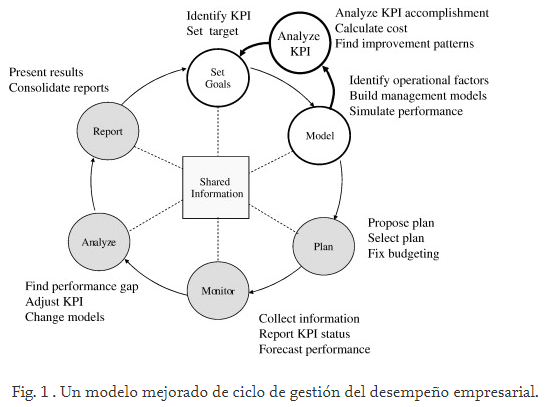 Identify KPI
Set target
Analyze KPI accomplishment
Calculate cost
Find improvement patterns
Analyze
KPI
Set
Goals
Identify operational factors
Build management models
Simulate performance
Present results
Consolidate reports
Report
Model
Shared
Information
Propose plan
Select plan
Fix budgeting
Analyze
Plan
Find performance gap
Adjust KPI
Change models
Monitor
Collect information
Report KPI status
Forecast performance
Fig. 1 . Un modelo mejorado de ciclo de gestión del desempeño empresarial.